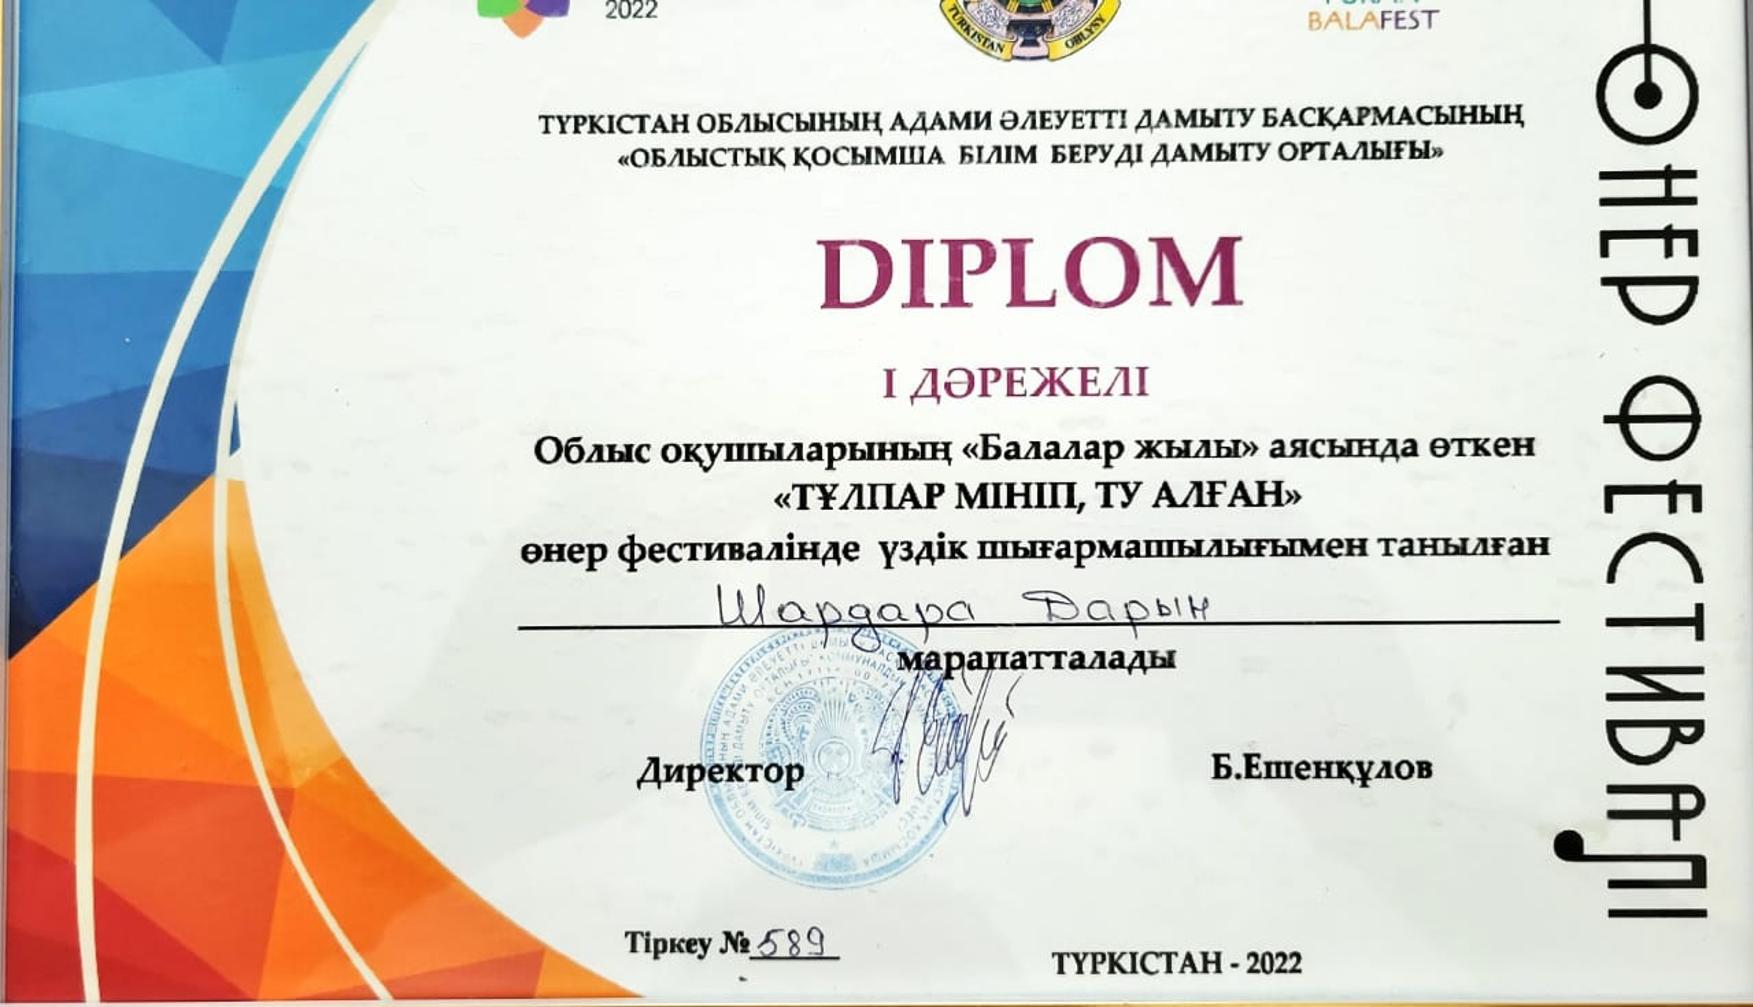 2022
TÚRKISTAN OBLYSY
BALAFEST
ТҮРКІСТАН ОБЛЫСЫНЫҢ АДАМИ ӘЛЕУЕТТІ ДАМЫТУ БАСҚАРМАСЫНЫҢ
«ОБЛЫСТЫҚ ҚОСЫМША БІЛІМ БЕРУДІ ДАМЫТУ ОРТАЛЫҒЫ»
DIPLOM
І ДӘРЕЖЕЛІ
Облыс оқушыларының «Балалар жылы» аясында өткен
«ТҰЛПАР МІНІП, ТУ АЛҒАН»
өнер фестивалінде үздік шығармашылығымен танылған
Шардара Дарын
марапатталады
Директор
Б.Ешенқұлов
Тіркеу № 589
ТҮРКІСТАН - 2022
ӨНЕР ФЕСТИВАЛІ